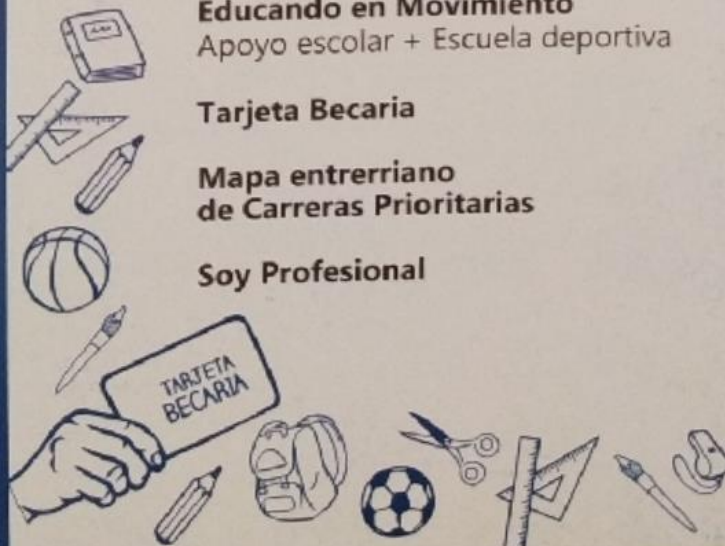 Educando en Movimiento
Apoyo escolar + Escuela deportiva
Tarjeta Becaria
Mapa entrerriano
de Carreras Prioritarias
Soy Profesional
TARJETA
BECARIA